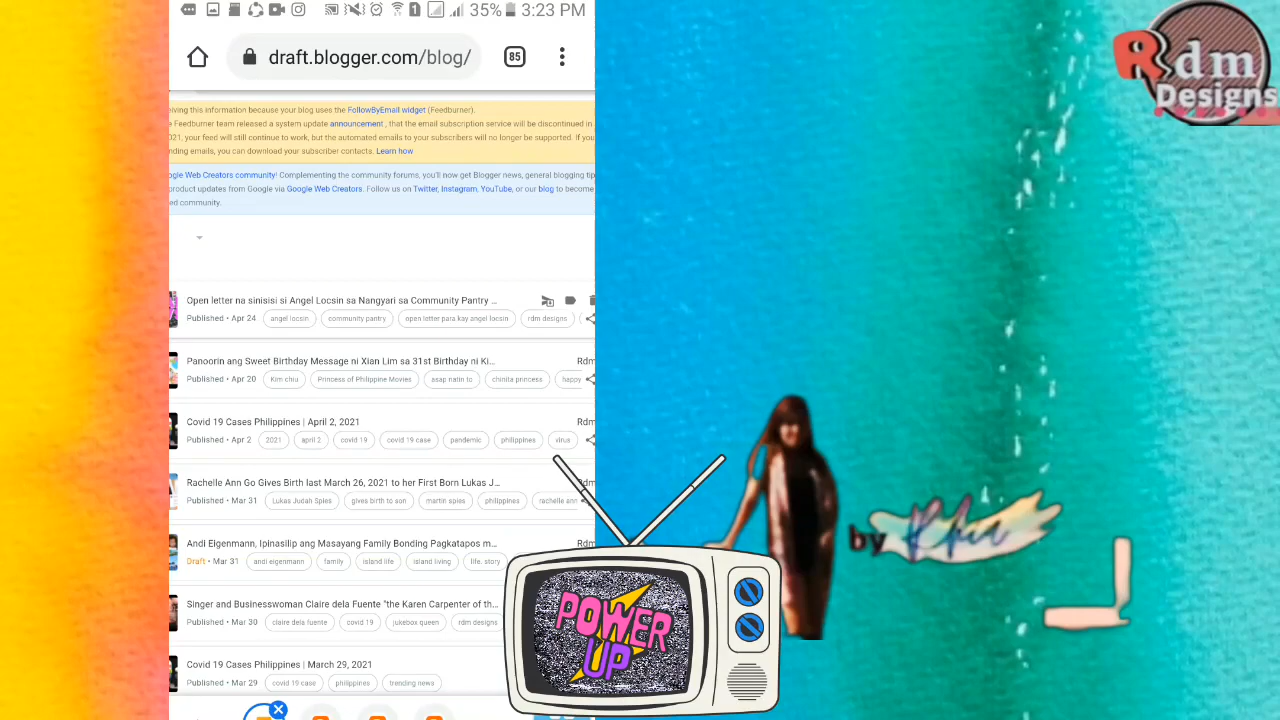 35% 3:23 PM
draft.blogger.com/blog/ 85
eiving this information because your blog uses the FollowByEmail widget (Feedburner).
e Feedburner team released a system update announcement , that the email subscription service will be discontinued in
021, your feed will still continue to work, but the automated emails to your subscribers will no longer be supported. If you
nding emails, you can download your subscriber contacts. Learn how
ogle Web Creators community! Complementing the community forums, you'll now get Blogger news, general blogging tip
product updates from Google via Google Web Creators. Follow us on Twitter, Instagram, YouTube, or our blog to become
ed community.
Open letter na sinisisi si Angel Locsin sa Nangyari sa Community Pantry ...
Published • Apr 24 angel locsin community pantry open letter para kay angel locsin rdm designs
Panoorin ang Sweet Birthday Message ni Xian Lim sa 31st Birthday ni Ki... Rdm
Published • Apr 20 Kim chiu Princess of Philippine Movies asap natin to chinita princess happy
Covid 19 Cases Philippines | April 2, 2021 Rdm
Published • Apr 2 2021 april 2 covid 19 covid 19 case pandemic philippines virus
Rachelle Ann Go Gives Birth last March 26, 2021 to her First Born Lukas J... Rdm
Published • Mar 31 Lukas Judah Spies gives birth to son martin spies philippines rachelle ann
Andi Eigenmann, Ipinasilip ang Masayang Family Bonding Pagkatapos m...
Draft • Mar 31 andi eigenmann family island life island living life. story
Singer and Businesswoman Claire dela Fuente "the Karen Carpenter of th...
Published • Mar 30 claire dela fuente covid 19 jukebox queen rdm designs
Covid 19 Cases Philippines | March 29, 2021
Published • Mar 29 covid 19 case philippines trending news
POWER
UP
by
Rdm
Designs